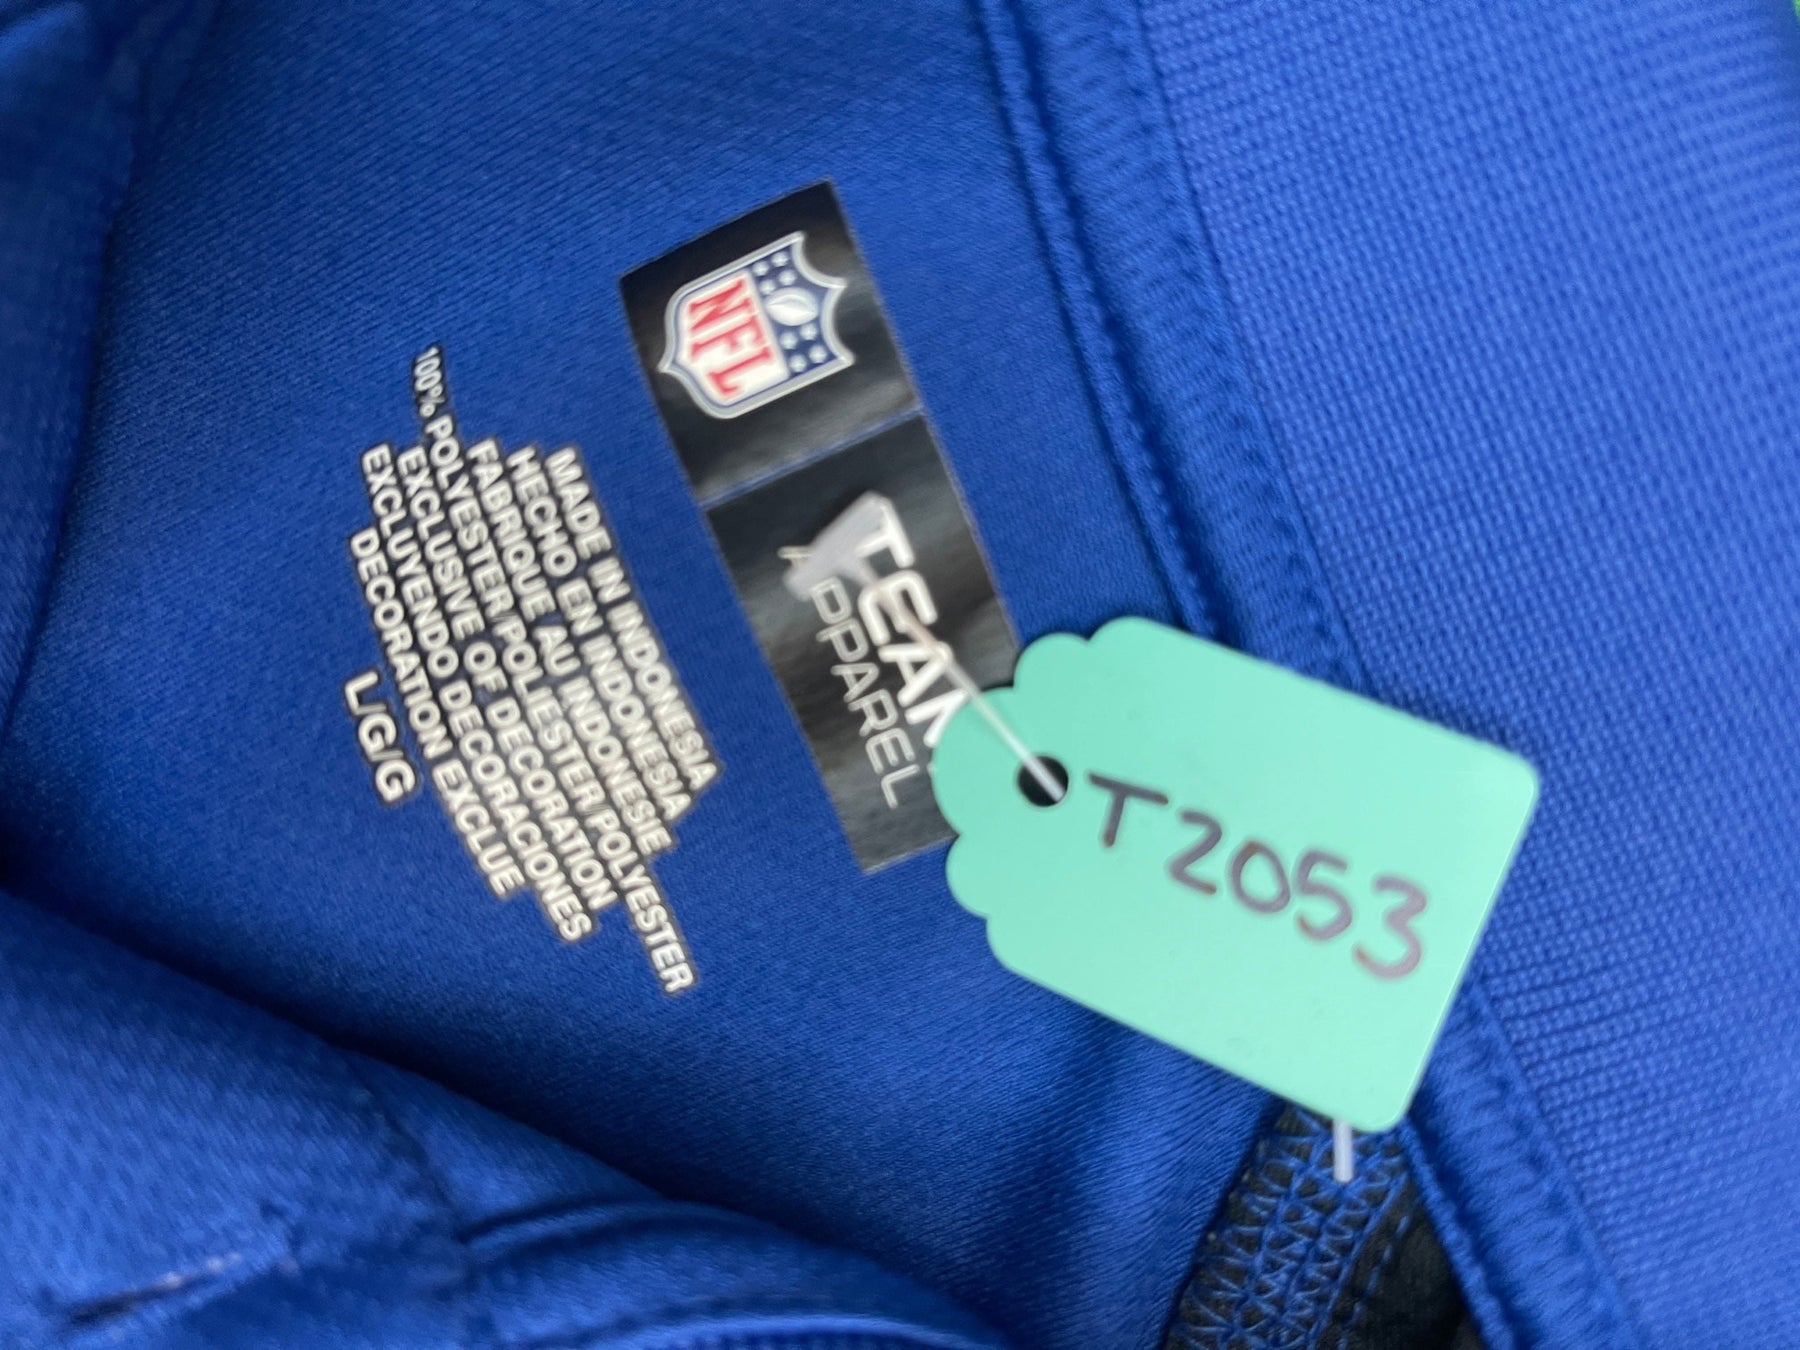 NFL
TEAM
APPAREL
MADE IN INDONESIA
HECHO EN INDONESIA
FABRIQUE AU INDONESIE
100% POLYESTER/POLIESTER/POLYESTER
EXCLUSIVE OF DECORATION
EXCLUYENDO DECORACIONES
DECORATION EXCLUE
L/G/G
T2053